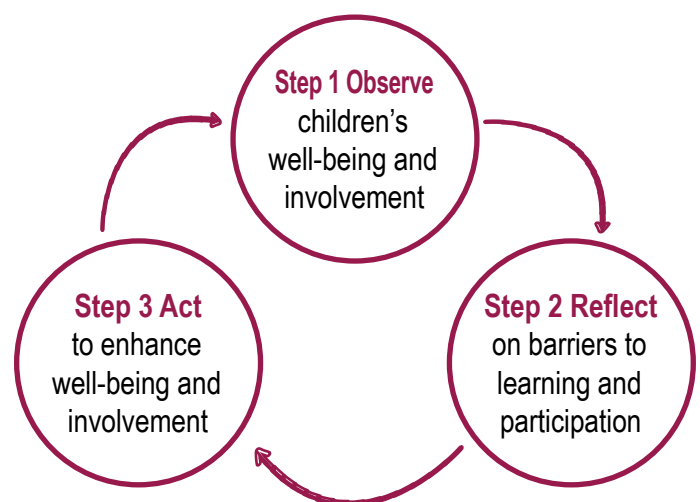 Step 1 Observe
children’s
well-being and
involvement
Step 2 Reflect
on barriers to
learning and
participation
Step 3 Act
to enhance
well-being and
involvement